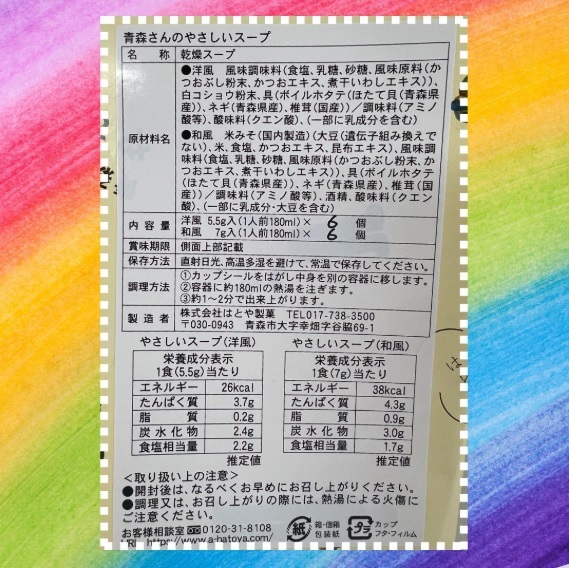 青森さんのやさしいスープ
名 称 乾燥スープ
原材料名
●洋風 風味調味料(食塩、乳糖、砂糖、風味原料(か
つおぶし粉末、かつおエキス、煮干いわしエキス))、
白コショウ粉末、具(ボイルホタテ(ほたて貝(青森県
産))、ネギ(青森県産)、椎茸(国産))/調味料(アミノ
酸等)、酸味料(クエン酸)、(一部に乳成分を含む)
●和風 米みそ(国内製造)(大豆(遺伝子組み換えで
ない)、米、食塩、かつおエキス、昆布エキス)、風味調
味料(食塩、乳糖、砂糖、風味原料(かつおぶし粉末、か
つおエキス、煮干いわしエキス))、具(ボイルホタテ
(ほたて貝(青森県産))、ネギ(青森県産)、椎茸(国
産))/調味料(アミノ酸等)、酒精、酸味料(クエン
酸)、(一部に乳成分・大豆を含む)
内 容 量 洋風 5.5g入(1人前180ml)× 6 個
和風 7g入(1人前180ml)× 6 個
賞味期限 側面上部記載
保存方法 直射日光、高温多湿を避けて、常温で保存してください。
調理方法
①カップシールをはがし中身を別の容器に移します。
②容器に約180mlの熱湯を注ぎます。
③約1〜2分で出来上がります。
製 造 者 株式会社はとや製菓 TEL017-738-3500
〒030-0943 青森市大字幸畑字谷脇69-1
やさしいスープ(洋風)
栄養成分表示
1食(5.5g)当たり
エネルギー 26kcal
たんぱく質 3.7g
脂 質 0.2g
炭水化物 2.4g
食塩相当量 2.2g
推定値
やさしいスープ(和風)
栄養成分表示
1食(7g)当たり
エネルギー 38kcal
たんぱく質 4.3g
脂 質 0.9g
炭水化物 3.0g
食塩相当量 1.7g
推定値
<取り扱い上の注意>
●開封後は、なるべくお早めにお召し上がりください。
●調理又は、お召し上がりの際には、熱湯による火傷に
ご注意ください。
お客様相談室 0120-31-8108
URL https://www.a-hatoya.com/
紙 箱・個箱
包装紙
プラ カップ
フタ・フィルム